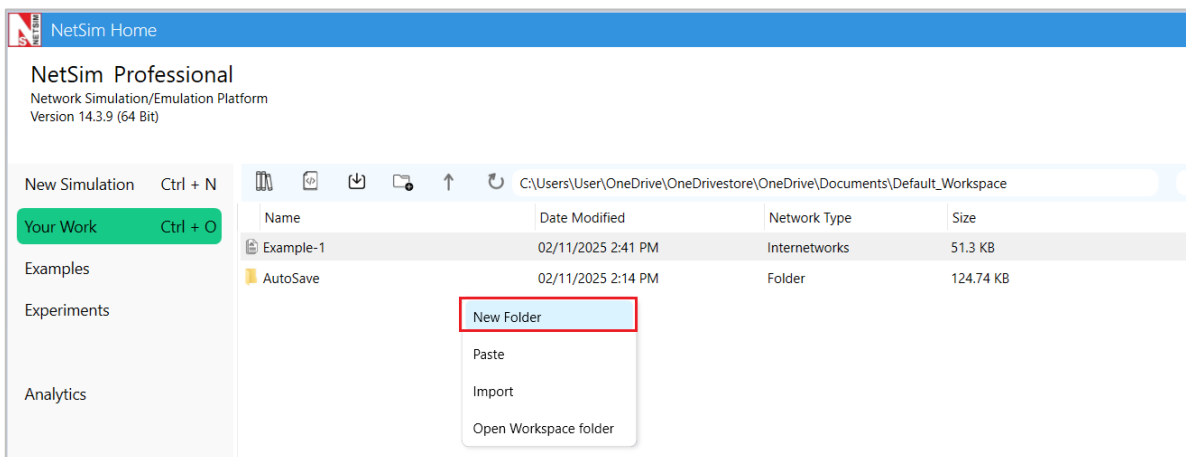 NETSIM
NetSim Home
NetSim Professional
Network Simulation/Emulation Platform
Version 14.3.9 (64 Bit)
New Simulation Ctrl + N
C:\Users\User\OneDrive\OneDrivestore\OneDrive\Documents\Default_Workspace
Your Work Ctrl + O
Name Date Modified Network Type Size
Example-1 02/11/2025 2:41 PM Internetworks 51.3 KB
Examples
AutoSave 02/11/2025 2:14 PM Folder 124.74 KB
Experiments
New Folder
Paste
Analytics
Import
Open Workspace folder